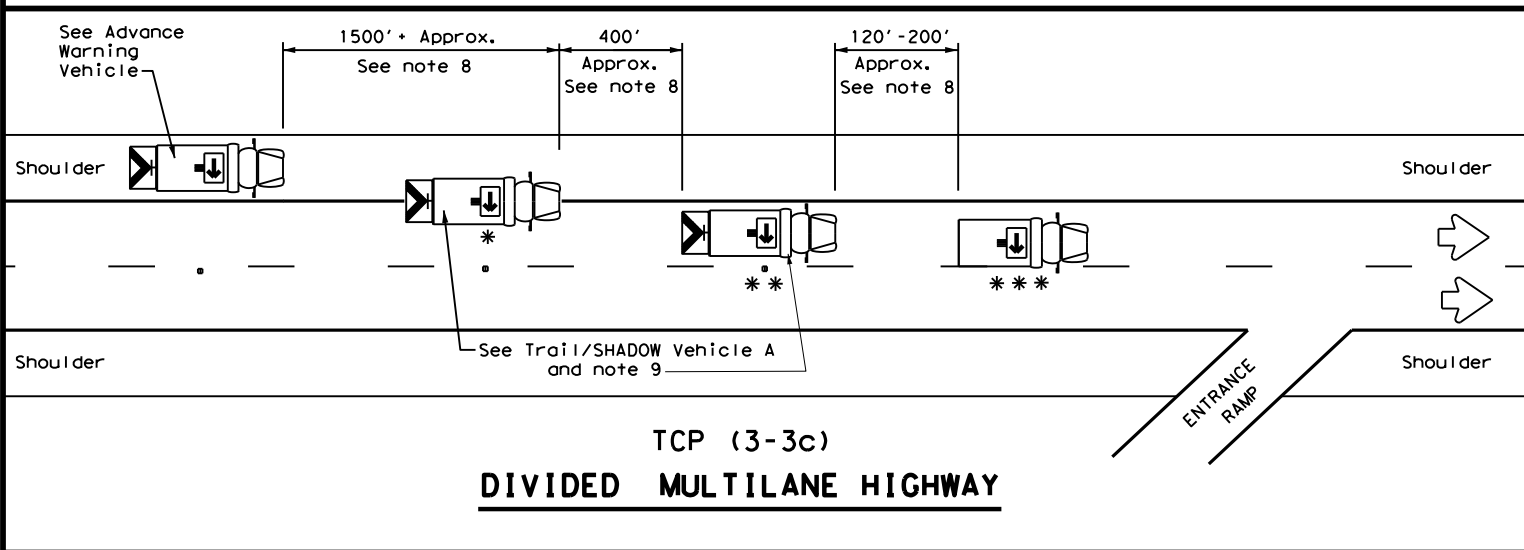 See Advance
Warning
Vehicle
1500'+ Approx.
See note 8
400'
Approx.
See note 8
120'-200'
Approx.
See note 8
Shoulder
Shoulder
*
* *
* * *
See Trail/SHADOW Vehicle A
and note 9
Shoulder
Shoulder
ENTRANCE
RAMP
TCP (3-3c)
DIVIDED MULTILANE HIGHWAY